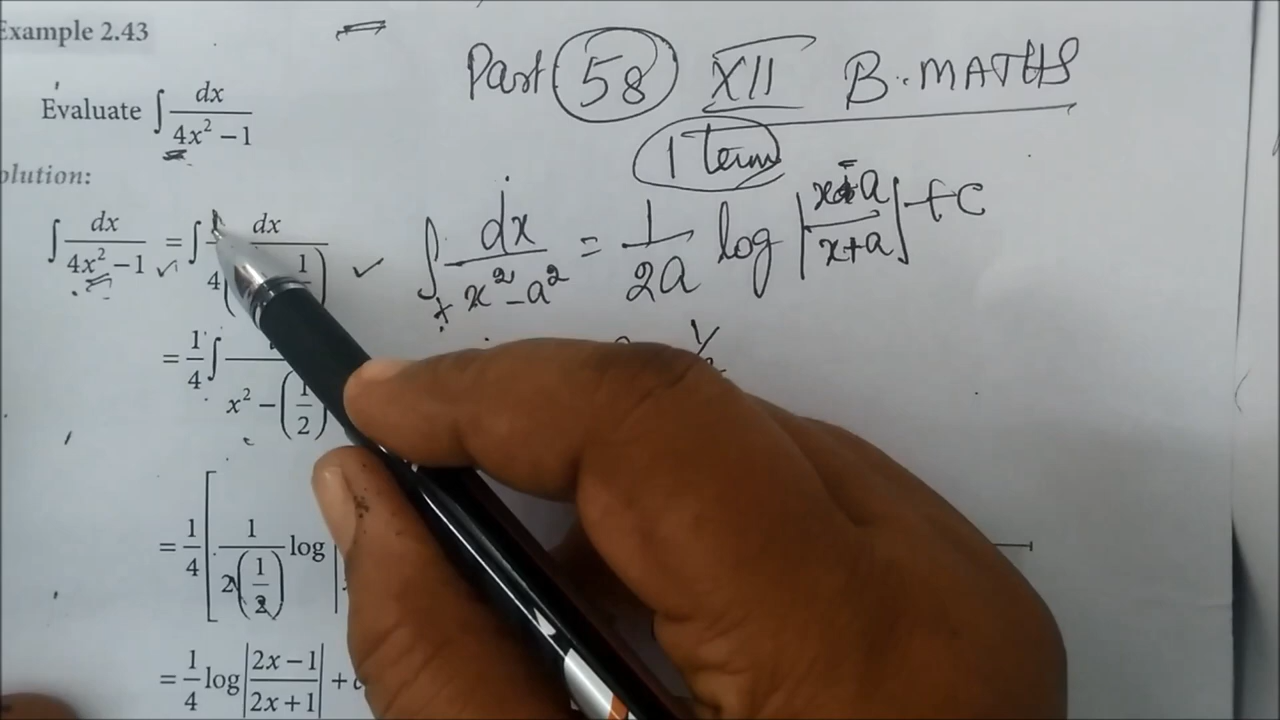 Example 2.43
Part 58 XII B.MATHS
1 Term
Evaluate ∫ dx / 4x² – 1
olution:
∫ dx / 4x² – 1 = ∫ dx / 4( 1
∫ dx / x² - a² = 1/2a log |x-a / x+a| + c
= 1/4 ∫ / x² – (1/2)
= 1/4 [ 1 / 2(1/2) log |
= 1/4 log |2x – 1 / 2x + 1| + c